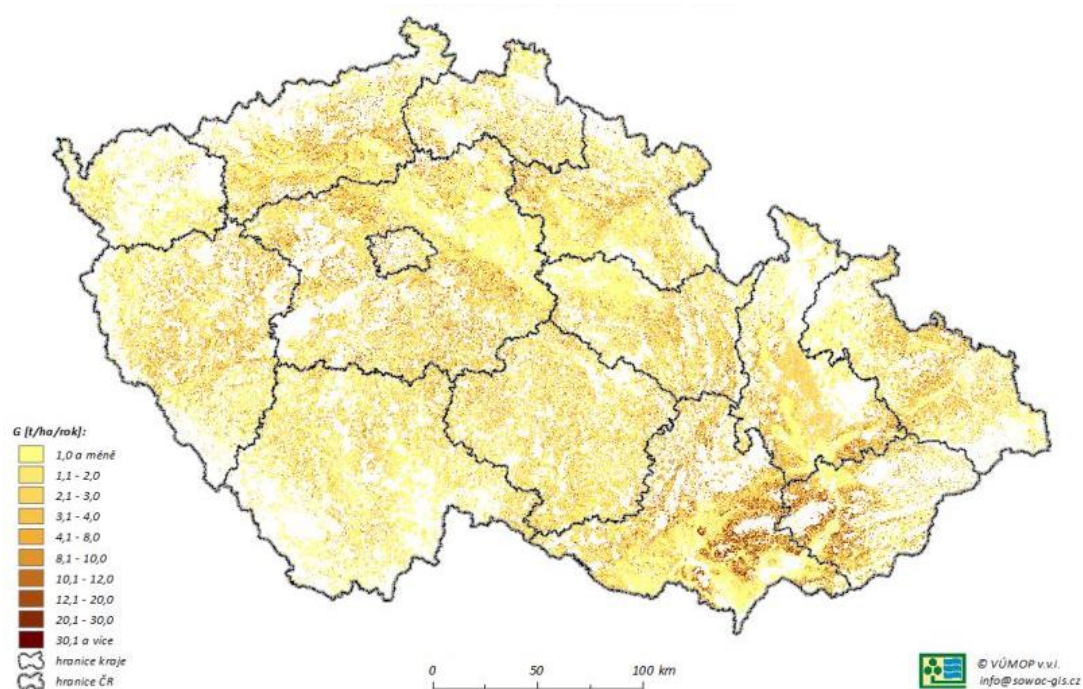 G [t/ha/rok]:
1,0 a méně
1,1 - 2,0
2,1 - 3,0
3,1 - 4,0
4,1 - 8,0
8,1 - 10,0
10,1 - 12,0
12,1 - 20,0
20,1 - 30,0
30,1 a více
hranice kraje
hranice ČR
0 50 100 km
© VÚMOP v.v.i.
info@sowac-gis.cz